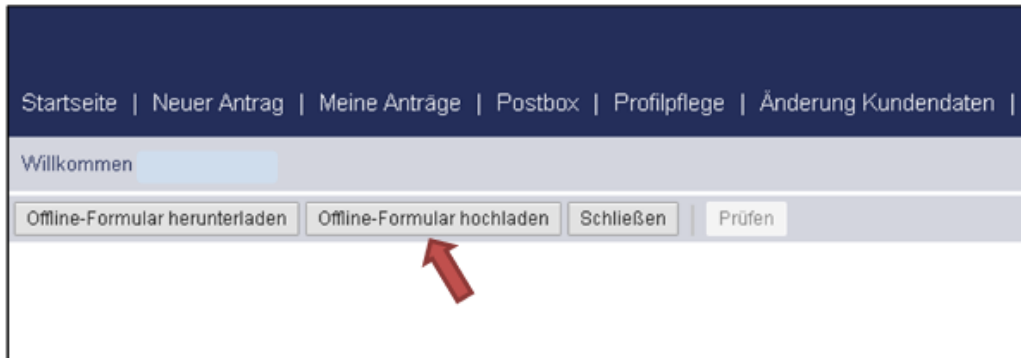 Startseite | Neuer Antrag | Meine Anträge | Postbox | Profilpflege | Änderung Kundendaten |
Willkommen
Offline-Formular herunterladen Offline-Formular hochladen Schließen | Prüfen